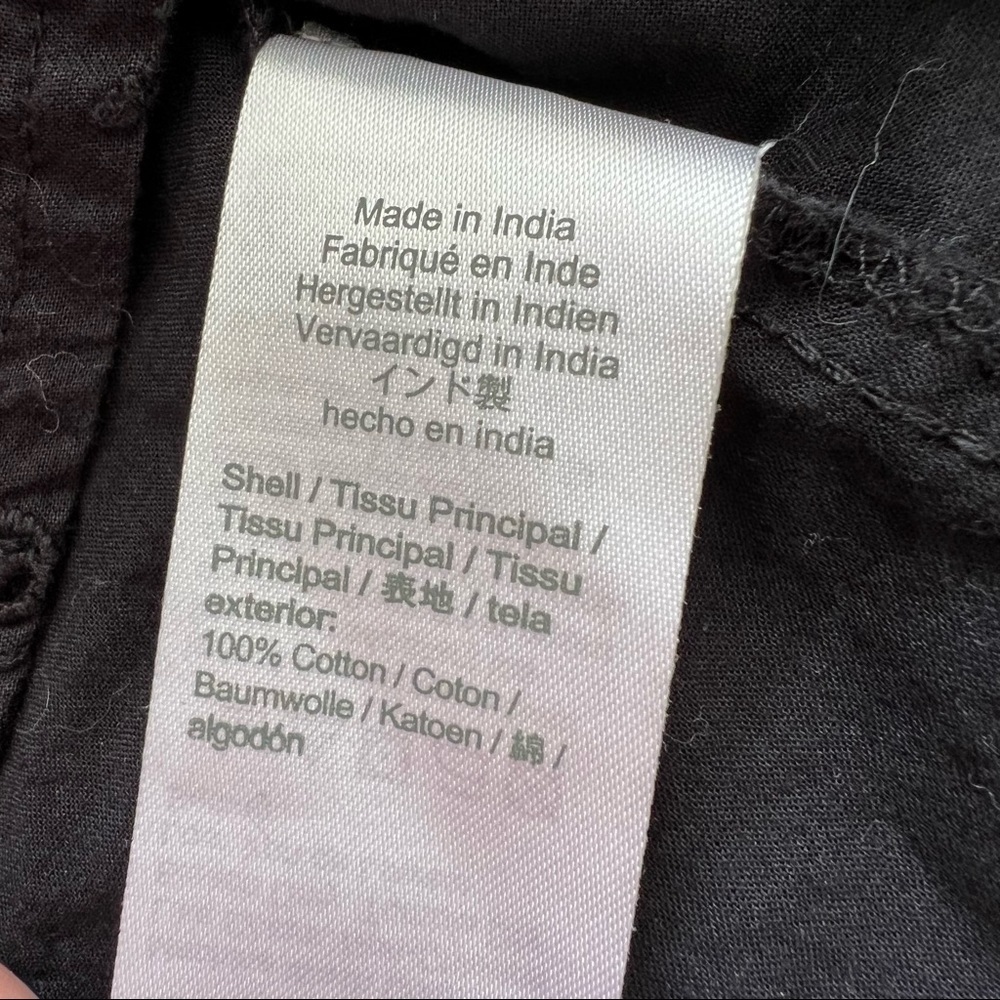 Made in India
Fabriqué en Inde
Hergestellt in Indien
Vervaardigd in India
インド製
hecho en india
Shell / Tissu Principal /
Tissu Principal / Tissu
Principal / 表地 / tela
exterior:
100% Cotton / Coton /
Baumwolle / Katoen / 綿 /
algodón